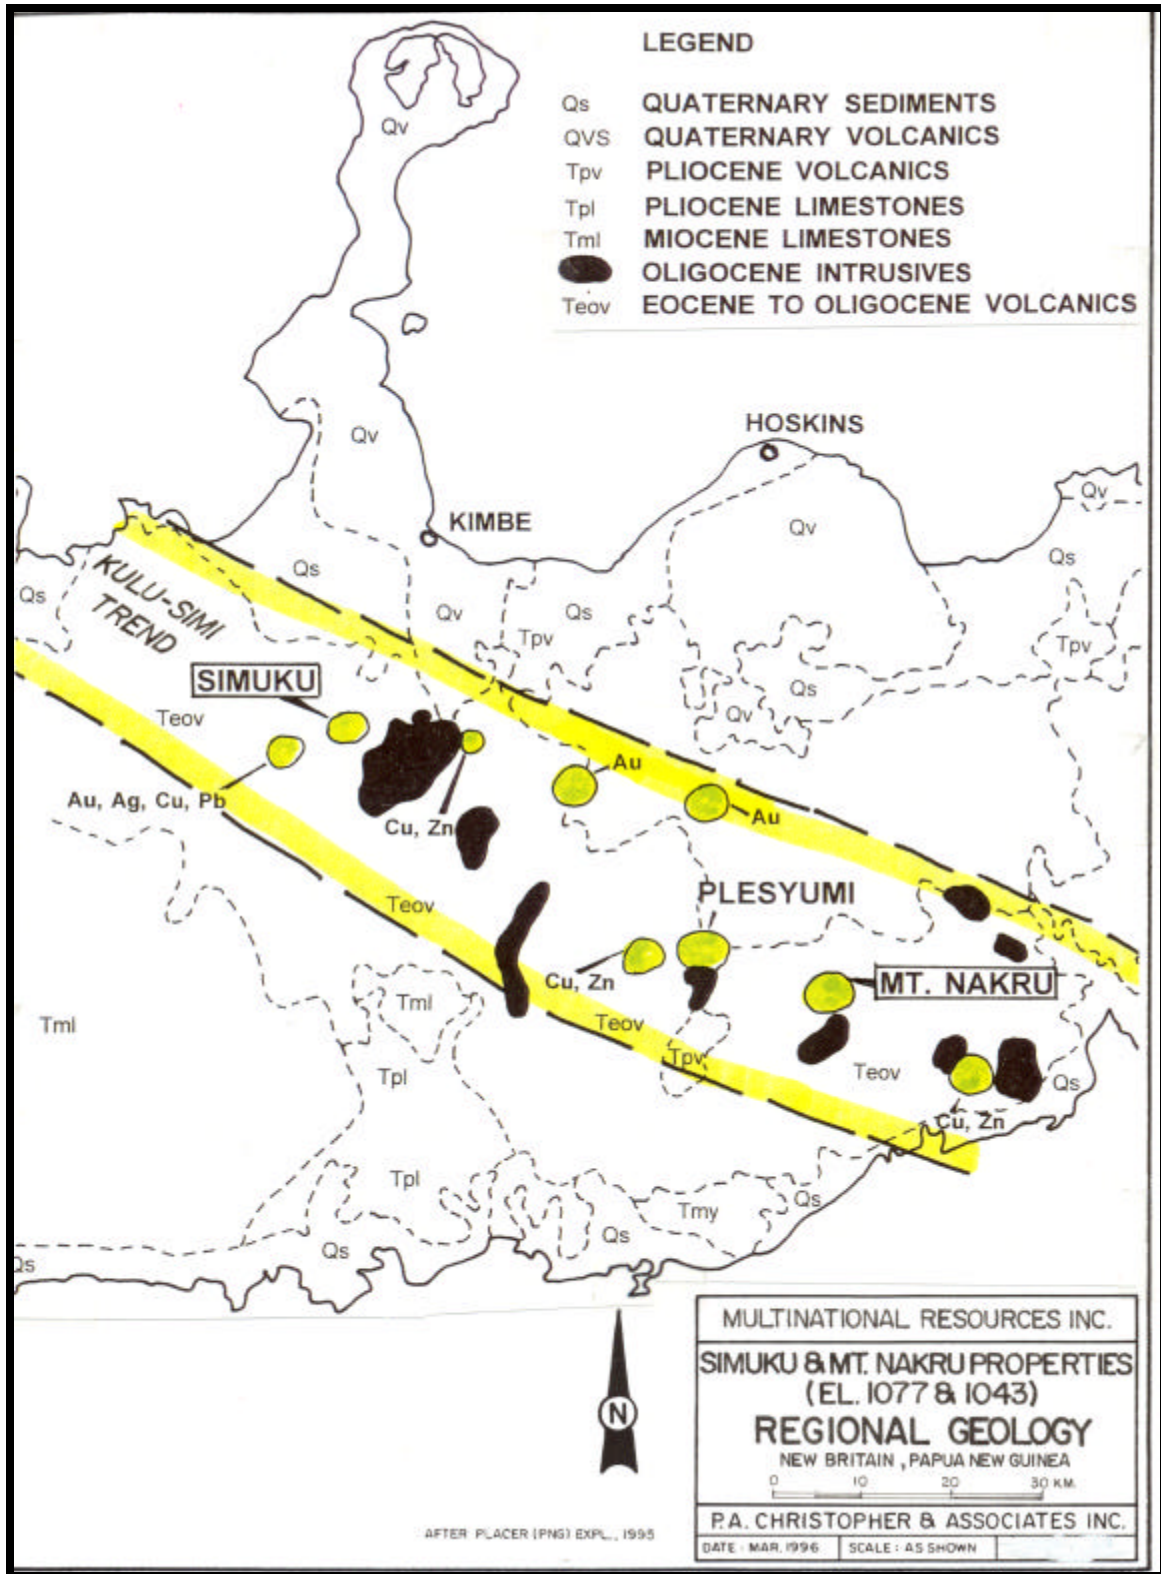 LEGEND
Qs QUATERNARY SEDIMENTS
QVS QUATERNARY VOLCANICS
Tpv PLIOCENE VOLCANICS
Tpl PLIOCENE LIMESTONES
Tml MIOCENE LIMESTONES
OLIGOCENE INTRUSIVES
Teov EOCENE TO OLIGOCENE VOLCANICS
Qv
Qv
HOSKINS
Qv
KIMBE
Qv
Qs
Qs
KULU-SIMI
TREND
Qs
Qv
Qs
Tpv
Tpv
SIMUKU
Qs
Teov
Qv
Au
Au, Ag, Cu, Pb
Cu, Zn
Au
Teov
PLESYUMI
Cu, Zn
MT. NAKRU
Tml
Tml
Teov
Tpv
Tpl
Teov
Qs
Cu, Zn
Tpl
Tmy
Qs
Qs
Qs
Qs
N
MULTINATIONAL RESOURCES INC.
SIMUKU & MT. NAKRU PROPERTIES
(EL. 1077 & 1043)
REGIONAL GEOLOGY
NEW BRITAIN, PAPUA NEW GUINEA
0 10 20 30 KM.
P.A. CHRISTOPHER & ASSOCIATES INC.
DATE: MAR. 1996 SCALE: AS SHOWN
AFTER PLACER (PNG) EXPL., 1995